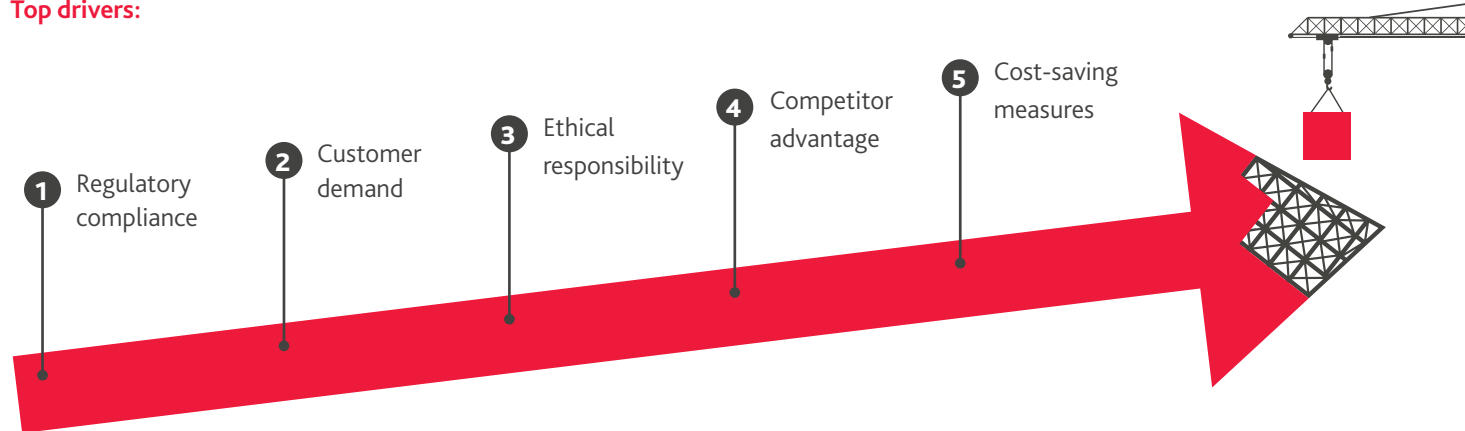 Top drivers:
1 Regulatory
compliance
2 Customer
demand
3 Ethical
responsibility
4 Competitor
advantage
5 Cost-saving
measures